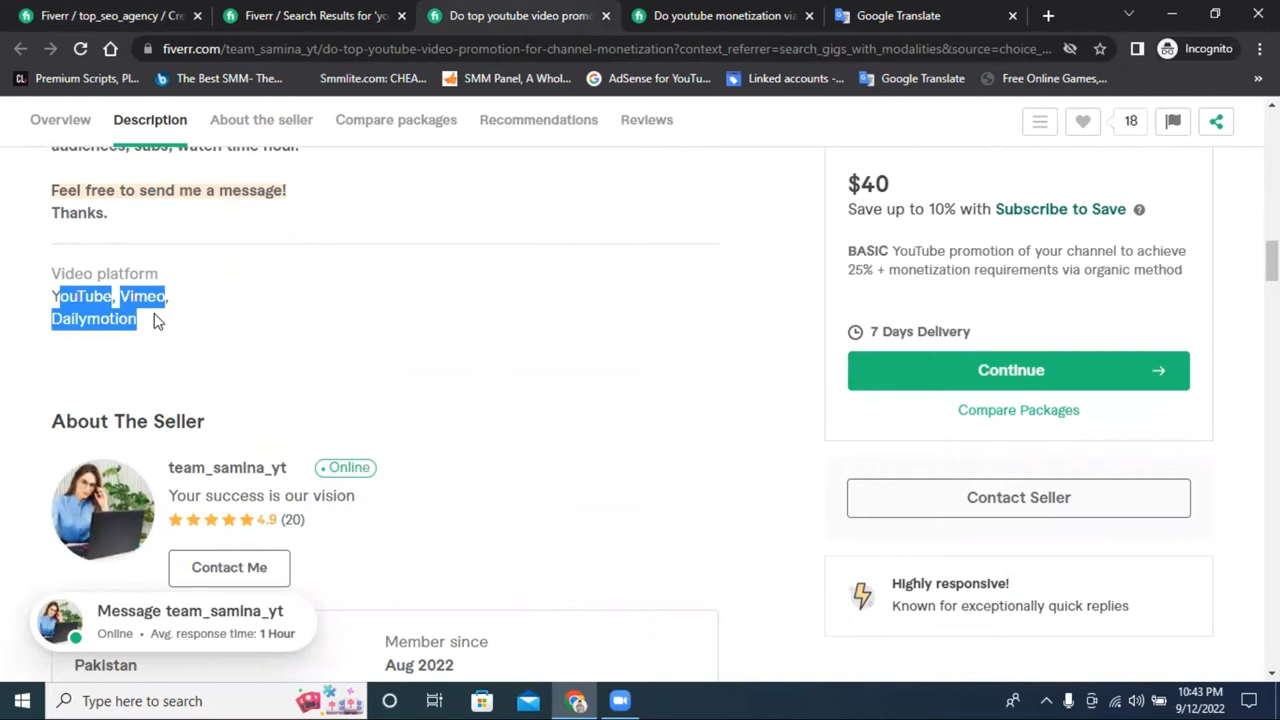 Fiverr / top_seo_agency / Cre
Fiverr / Search Results for 'yo
Do top youtube video promo
Do youtube monetization via
Google Translate
fiverr.com/team_samina_yt/do-top-youtube-video-promotion-for-channel-monetization?context_referrer=search_gigs_with_modalities&source=choice_...
Incognito
Premium Scripts, Pl...
The Best SMM- The...
Smmlite.com: CHEA...
SMM Panel, A Whol...
AdSense for YouTu...
Linked accounts -...
Google Translate
Free Online Games,...
Overview
Description
About the seller
Compare packages
Recommendations
Reviews
18
audiences, subs, watch time hour.
Feel free to send me a message!
Thanks.
Video platform
YouTube, Vimeo,
Dailymotion
$40
Save up to 10% with Subscribe to Save
BASIC YouTube promotion of your channel to achieve
25% + monetization requirements via organic method
7 Days Delivery
Continue
Compare Packages
Contact Seller
Highly responsive!
Known for exceptionally quick replies
About The Seller
team_samina_yt
• Online
Your success is our vision
4.9 (20)
Contact Me
Message team_samina_yt
Online • Avg. response time: 1 Hour
Member since
Pakistan
Aug 2022
Type here to search
10:43 PM
9/12/2022